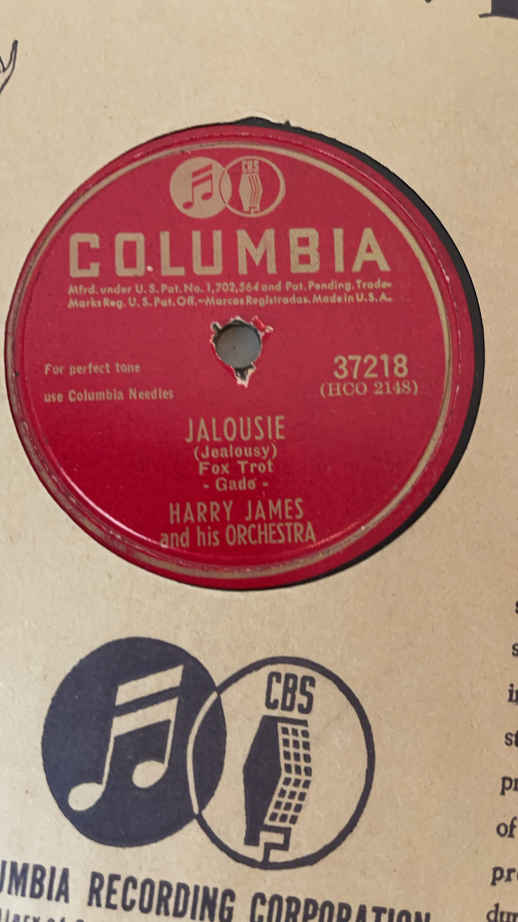 CBS
COLUMBIA
Mfrd. under U.S. Pat. No. 1,702,564 and Pat. Pending. Trade-
Marks Reg. U.S. Pat. Off.-Marcas Registradas. Made in U.S.A.
For perfect tone
use Columbia Needles
37218
(HCO 2148)
JALOUSIE
(Jealousy)
Fox Trot
- Gade -
HARRY JAMES
and his ORCHESTRA
CBS
UMBIA RECORDING CORPORATION
of